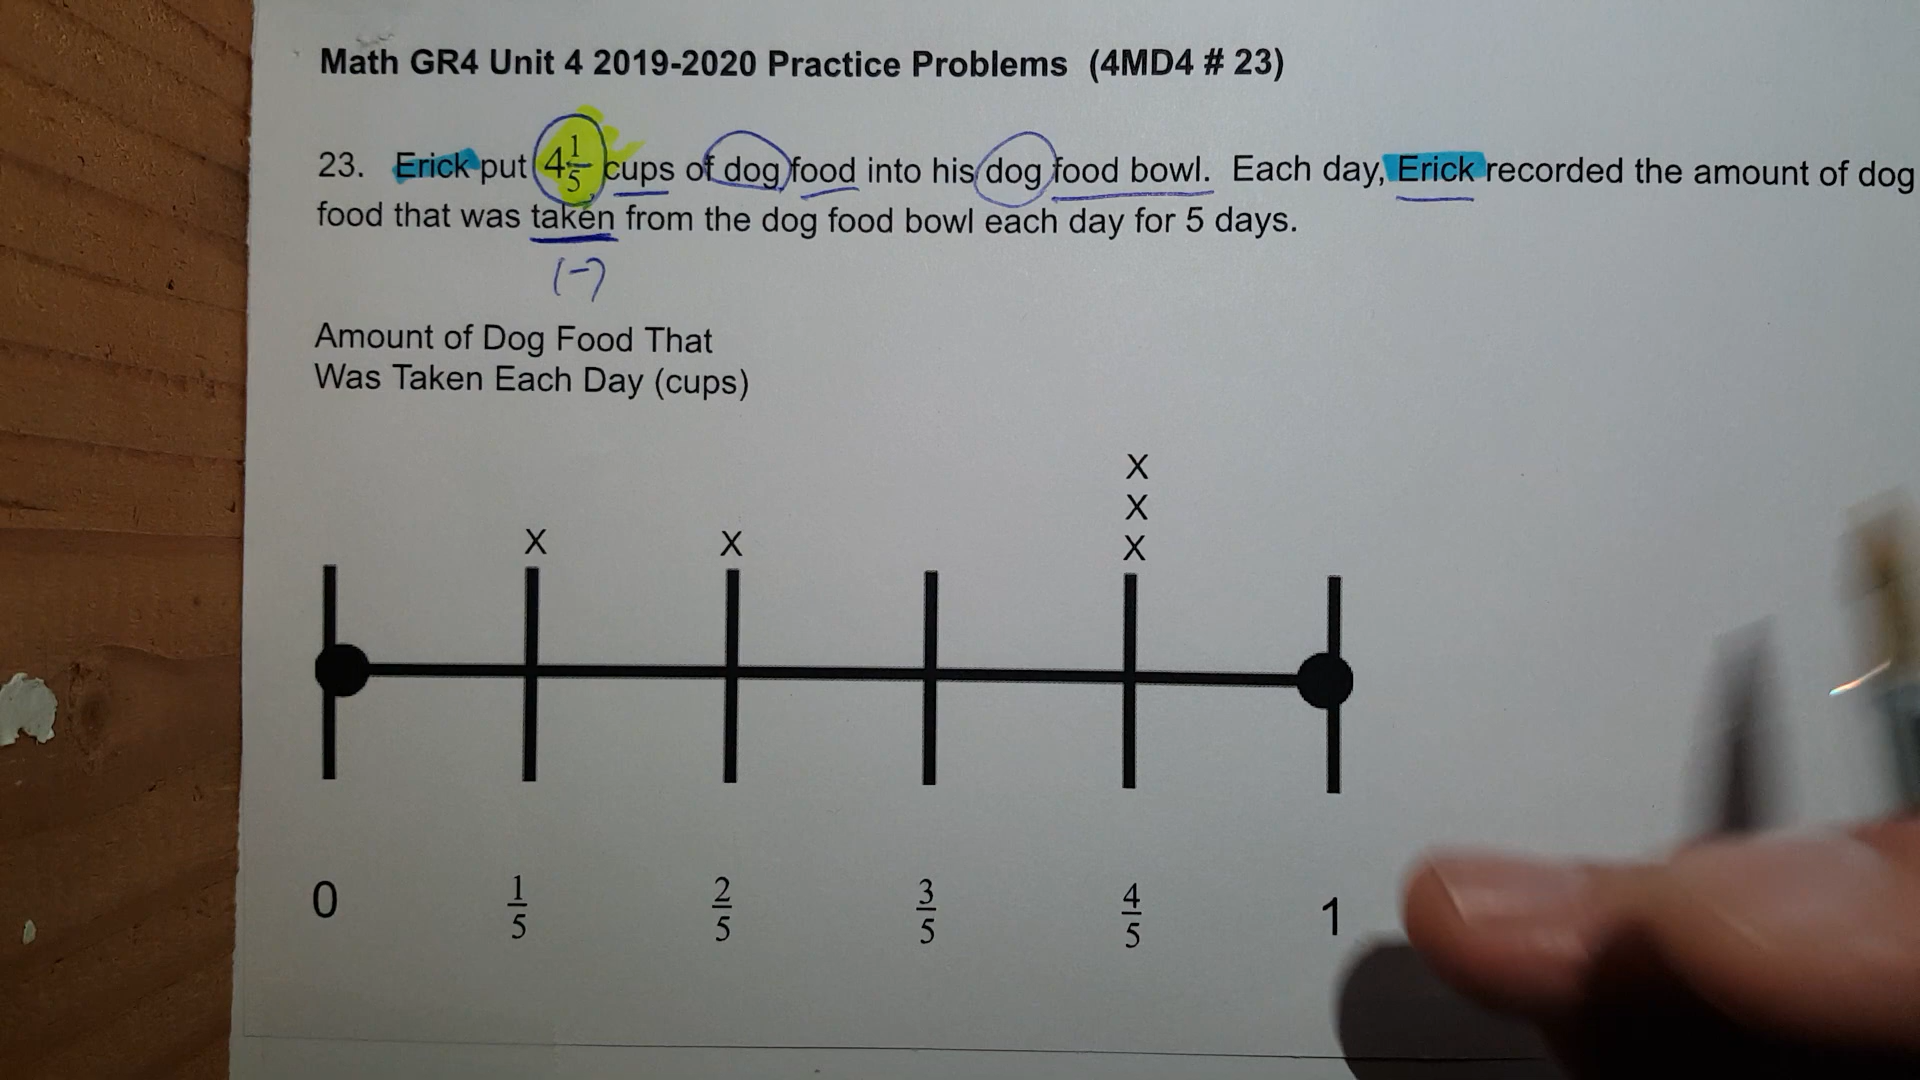 Math GR4 Unit 4 2019-2020 Practice Problems (4MD4 # 23)
23. Erick put 4 1/5 cups of dog food into his dog food bowl. Each day, Erick recorded the amount of dog
food that was taken from the dog food bowl each day for 5 days.
(-)
Amount of Dog Food That
Was Taken Each Day (cups)
X
X
X X X
0 1/5 2/5 3/5 4/5 1